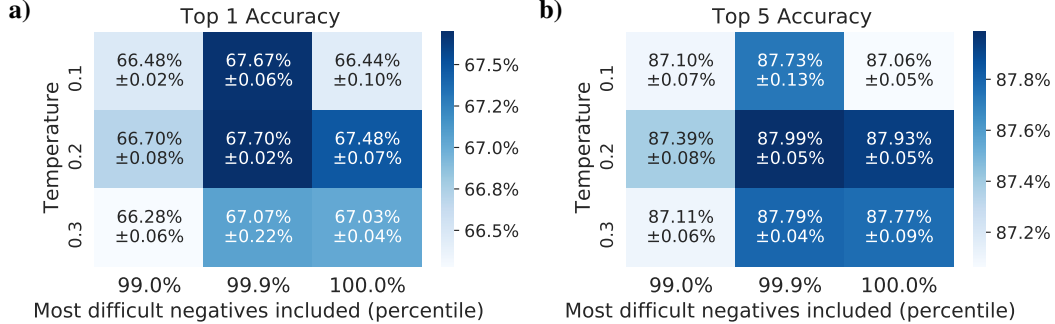 a)
Top 1 Accuracy
Temperature
0.1
0.2
0.3
66.48% 67.67% 66.44%
±0.02% ±0.06% ±0.10%
66.70% 67.70% 67.48%
±0.08% ±0.02% ±0.07%
66.28% 67.07% 67.03%
±0.06% ±0.22% ±0.04%
99.0% 99.9% 100.0%
Most difficult negatives included (percentile)
67.5%
67.2%
67.0%
66.8%
66.5%
b)
Top 5 Accuracy
Temperature
0.1
0.2
0.3
87.10% 87.73% 87.06%
±0.07% ±0.13% ±0.05%
87.39% 87.99% 87.93%
±0.08% ±0.05% ±0.05%
87.11% 87.79% 87.77%
±0.06% ±0.04% ±0.09%
99.0% 99.9% 100.0%
Most difficult negatives included (percentile)
87.8%
87.6%
87.4%
87.2%